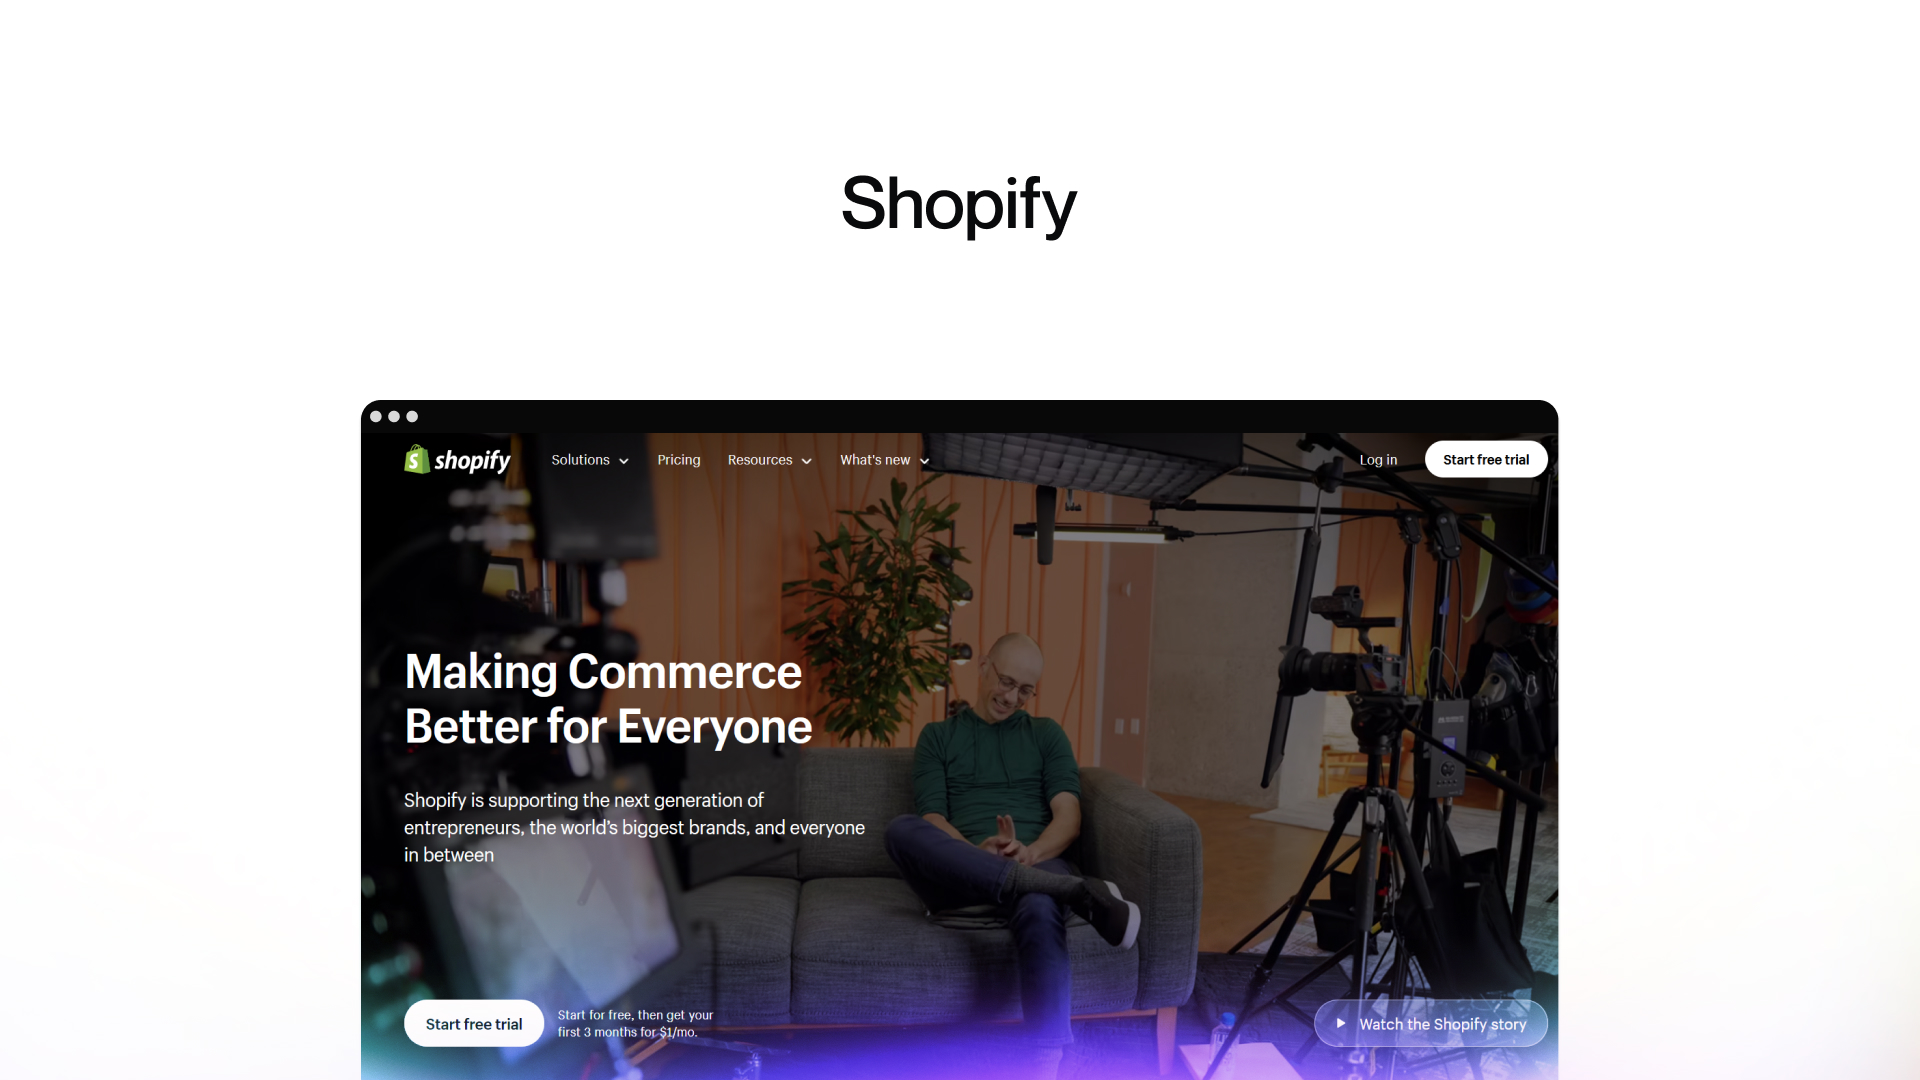 Shopify
shopify
Solutions
Pricing
Resources
What's new
Log in
Start free trial
Making Commerce
Better for Everyone
Shopify is supporting the next generation of
entrepreneurs, the world's biggest brands, and everyone
in between
Start free trial
Start for free, then get your
first 3 months for $1/mo.
Watch the Shopify story